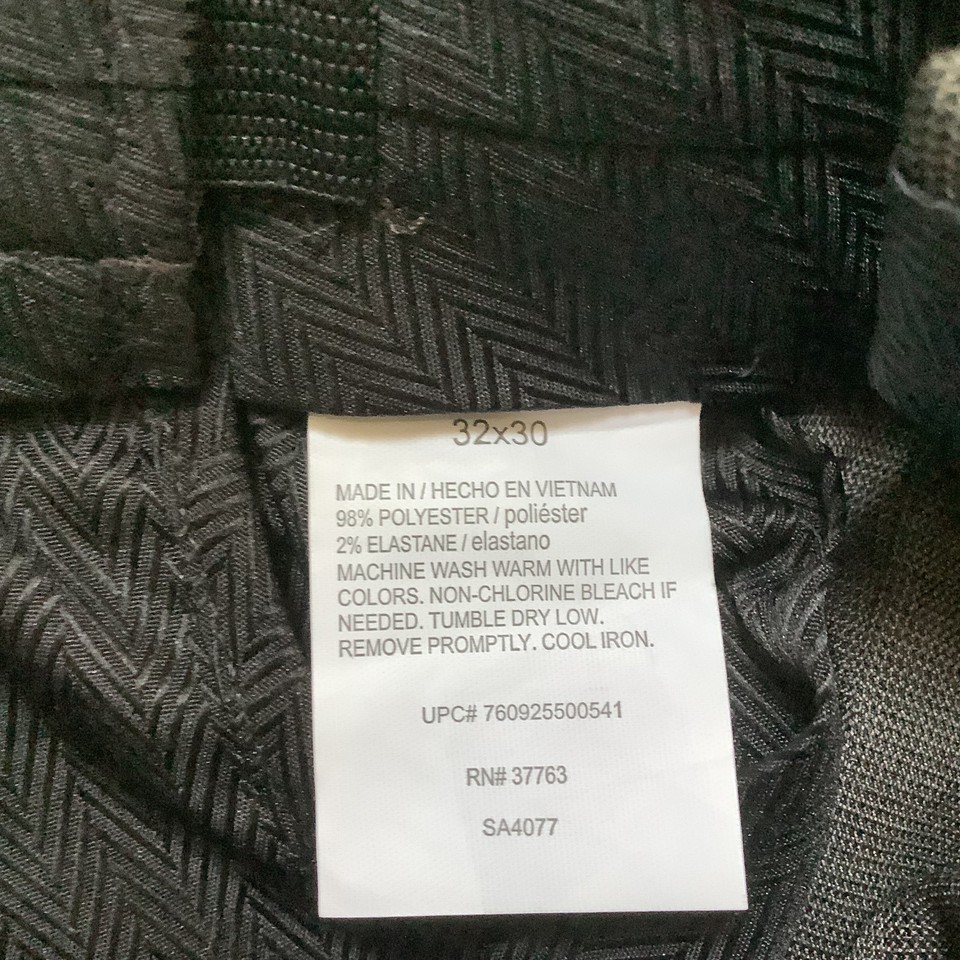 32x30
MADE IN / HECHO EN VIETNAM
98% POLYESTER / poliéster
2% ELASTANE / elastano
MACHINE WASH WARM WITH LIKE
COLORS. NON-CHLORINE BLEACH IF
NEEDED. TUMBLE DRY LOW.
REMOVE PROMPTLY. COOL IRON.
UPC# 760925500541
RN# 37763
SA4077